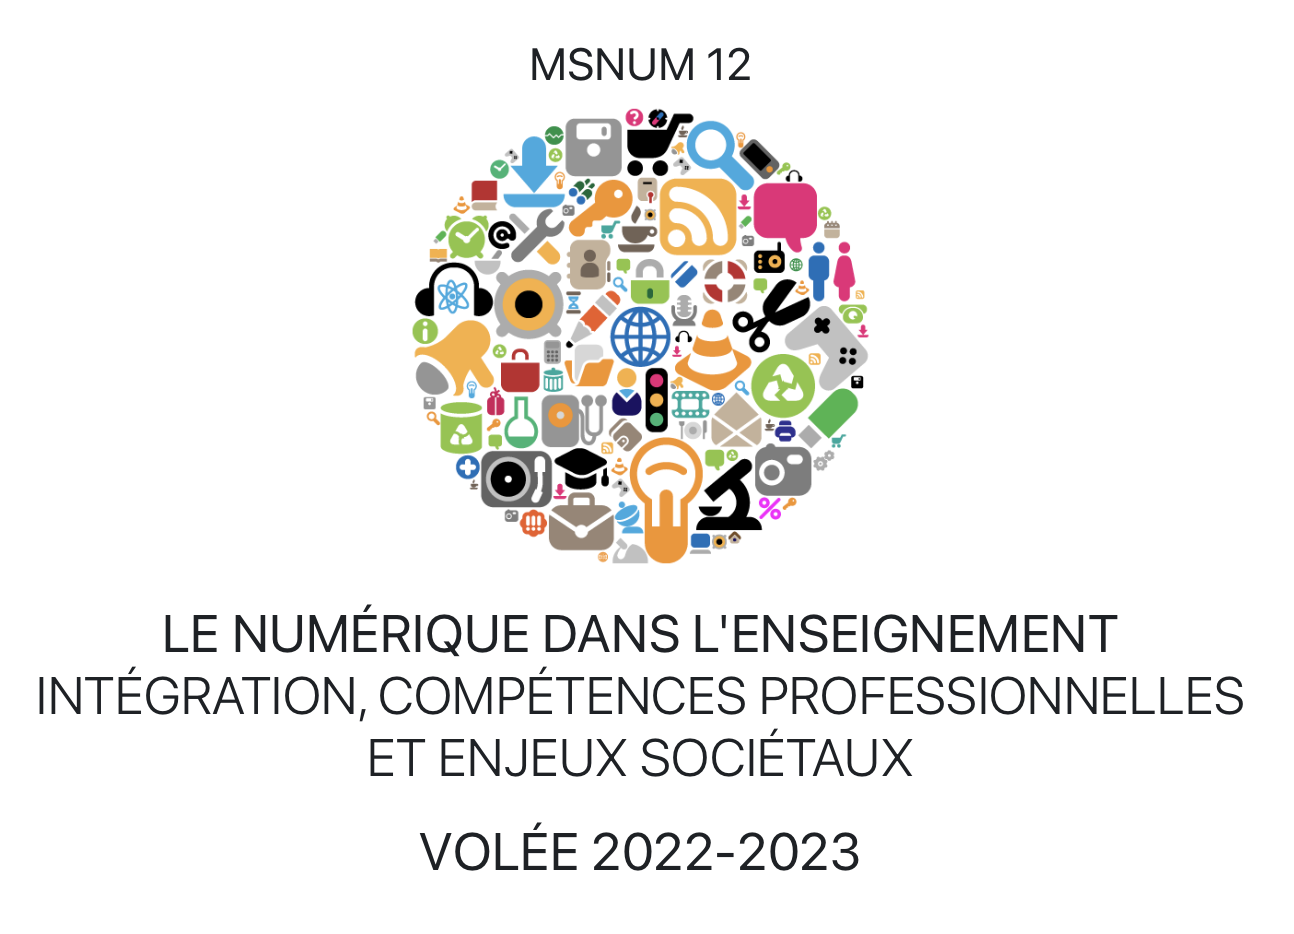 MSNUM 12
LE NUMÉRIQUE DANS L'ENSEIGNEMENT
INTÉGRATION, COMPÉTENCES PROFESSIONNELLES
ET ENJEUX SOCIÉTAUX
VOLÉE 2022-2023